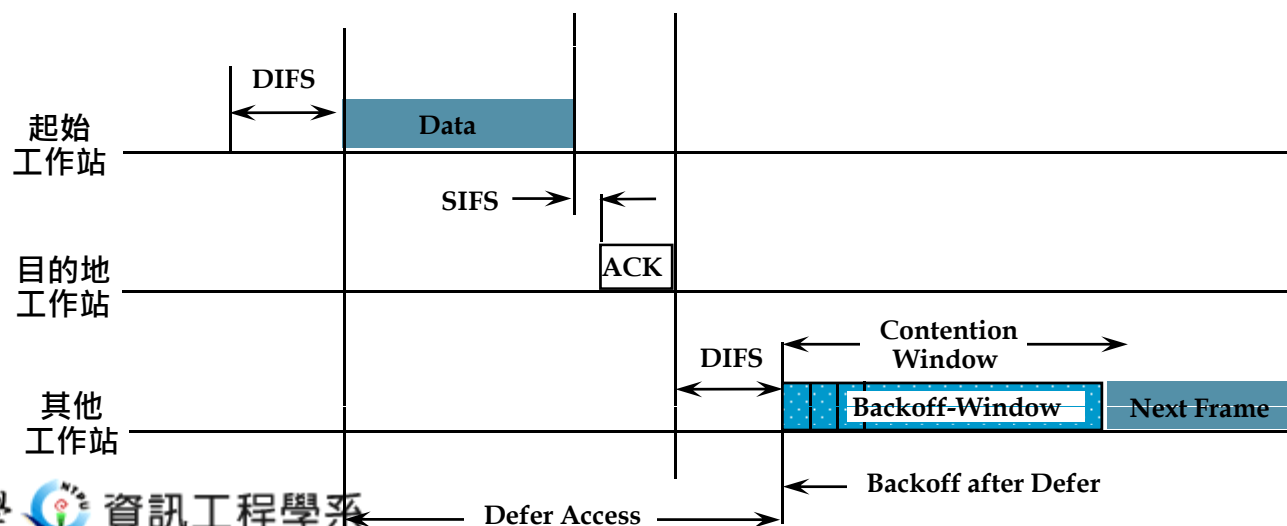 DIFS
Data
起始
工作站
SIFS
ACK
目的地
工作站
Contention
Window
DIFS
Backoff-Window
Next Frame
其他
工作站
Backoff after Defer
學 資訊工程學系
Defer Access